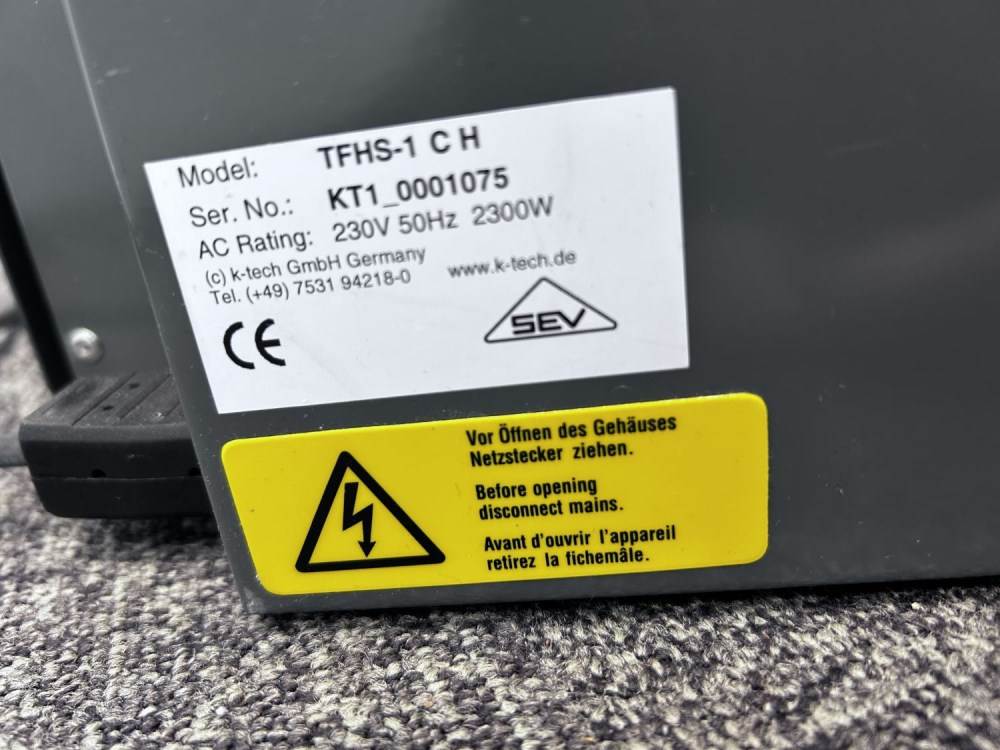 Model: TFHS-1 C H
Ser. No.: KT1_0001075
AC Rating: 230V 50Hz 2300W
(c) k-tech GmbH Germany
Tel. (+49) 7531 94218-0 www.k-tech.de
CE
SEV
Vor Öffnen des Gehäuses
Netzstecker ziehen.
Before opening
disconnect mains.
Avant d'ouvrir l'appareil
retirez la fichemâle.